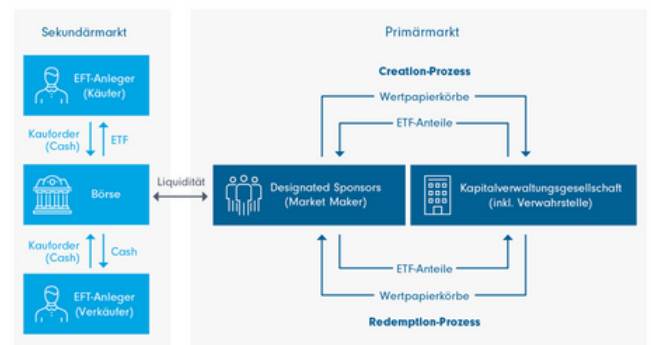 Sekundärmarkt
EFT-Anleger
(Käufer)
Kauforder
(Cash)
ETF
Börse
Kauforder
(Cash)
Cash
EFT-Anleger
(Verkäufer)
Liquidität
Primärmarkt
Creation-Prozess
Wertpapierkörbe
ETF-Anteile
Designated Sponsors
(Market Maker)
Kapitalverwaltungsgesellschaft
(inkl. Verwahrstelle)
ETF-Anteile
Wertpapierkörbe
Redemption-Prozess